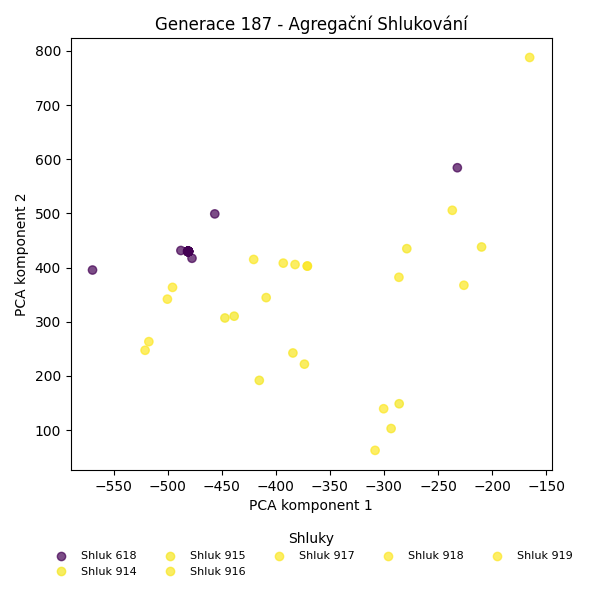 Generace 187 - Agregační Shlukování
PCA komponent 2
800
700
600
500
400
300
200
100
−550 −500 −450 −400 −350 −300 −250 −200 −150
PCA komponent 1
Shluky
Shluk 618 Shluk 915 Shluk 917 Shluk 918 Shluk 919
Shluk 914 Shluk 916